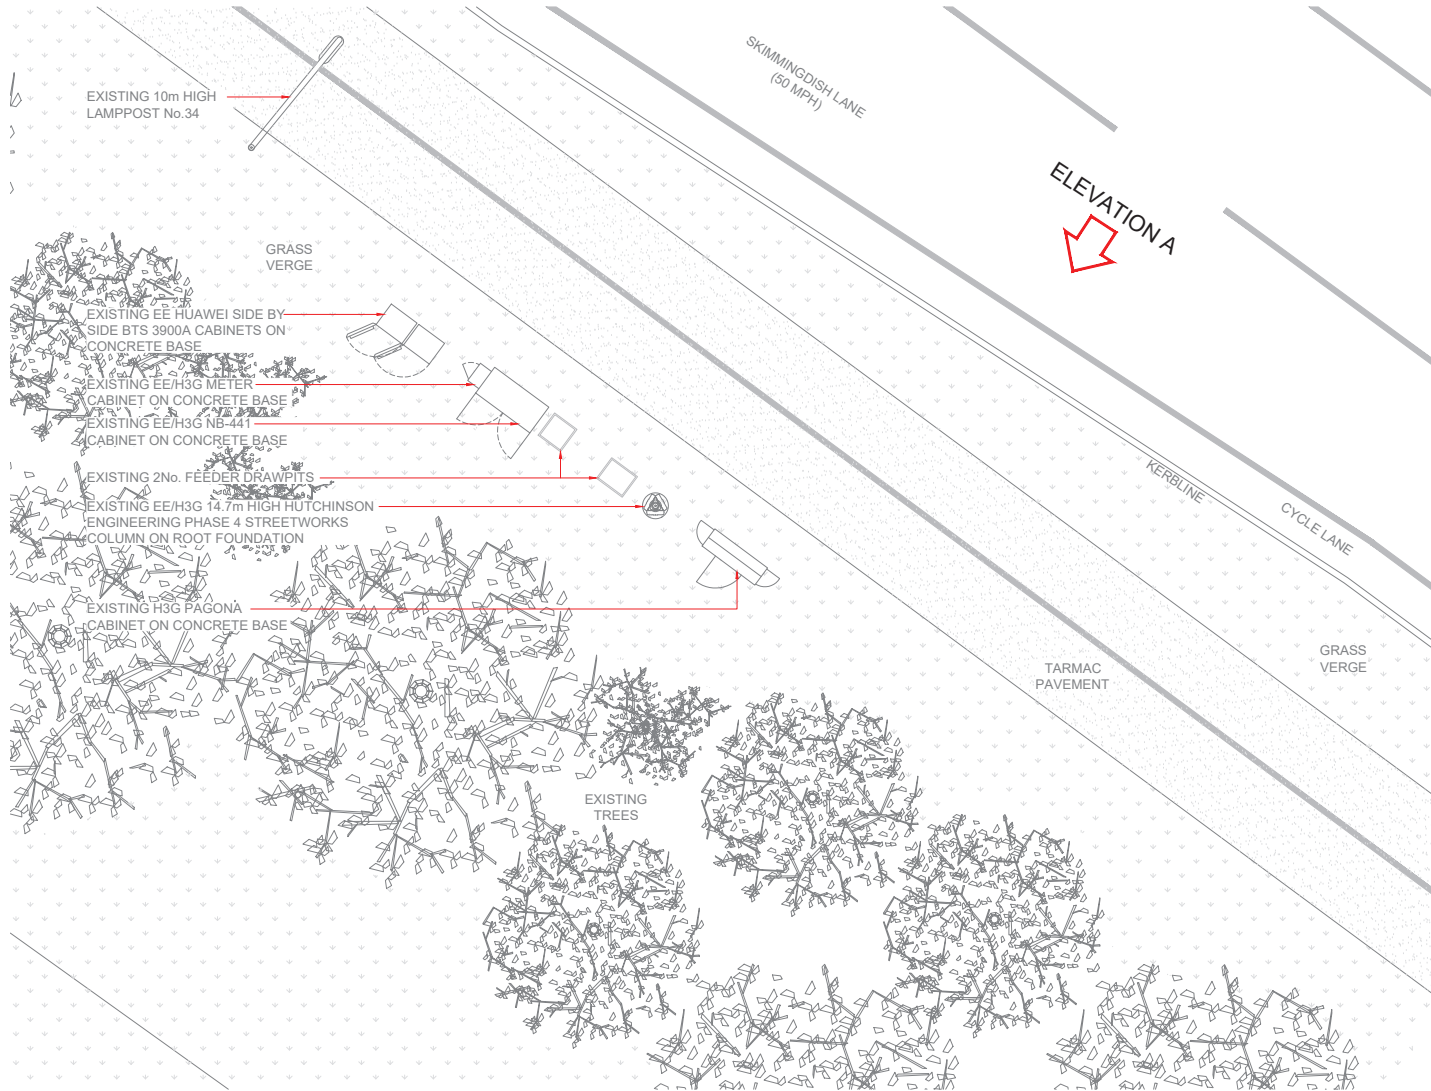 SKIMMINGDISH LANE
(50 MPH)
EXISTING 10m HIGH
LAMPPOST No.34
ELEVATION A
GRASS
VERGE
EXISTING EE HUAWEI SIDE BY
SIDE BTS 3900A CABINETS ON
CONCRETE BASE
EXISTING EE/H3G METER
CABINET ON CONCRETE BASE
EXISTING EE/H3G NB-441
CABINET ON CONCRETE BASE
EXISTING 2No. FEEDER DRAWPITS
EXISTING EE/H3G 14.7m HIGH HUTCHINSON
ENGINEERING PHASE 4 STREETWORKS
COLUMN ON ROOT FOUNDATION
KERBLINE
CYCLE LANE
EXISTING H3G PAGONA
CABINET ON CONCRETE BASE
GRASS
VERGE
TARMAC
PAVEMENT
EXISTING
TREES